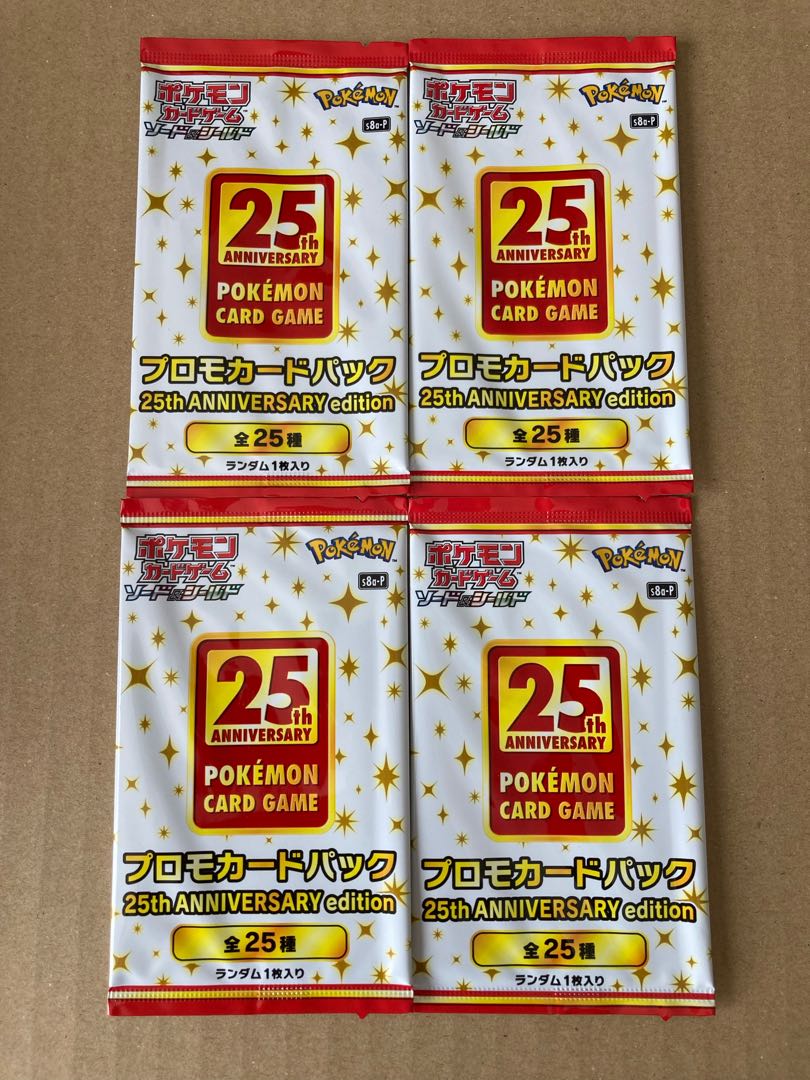 ポケモン
カードゲーム
ソード&シールド
POKéMON™
s8a-P
25th
ANNIVERSARY
POKÉMON
CARD GAME
プロモカードパック
25th ANNIVERSARY edition
全25種
ランダム1枚入り
ポケモン
カードゲーム
ソード&シールド
POKéMON™
s8a-P
25th
ANNIVERSARY
POKÉMON
CARD GAME
プロモカードパック
25th ANNIVERSARY edition
全25種
ランダム1枚入り
ポケモン
カードゲーム
ソード&シールド
POKéMON™
s8a-P
25th
ANNIVERSARY
POKÉMON
CARD GAME
プロモカードパック
25th ANNIVERSARY edition
全25種
ランダム1枚入り
ポケモン
カードゲーム
ソード&シールド
POKéMON™
s8a-P
25th
ANNIVERSARY
POKÉMON
CARD GAME
プロモカードパック
25th ANNIVERSARY edition
全25種
ランダム1枚入り